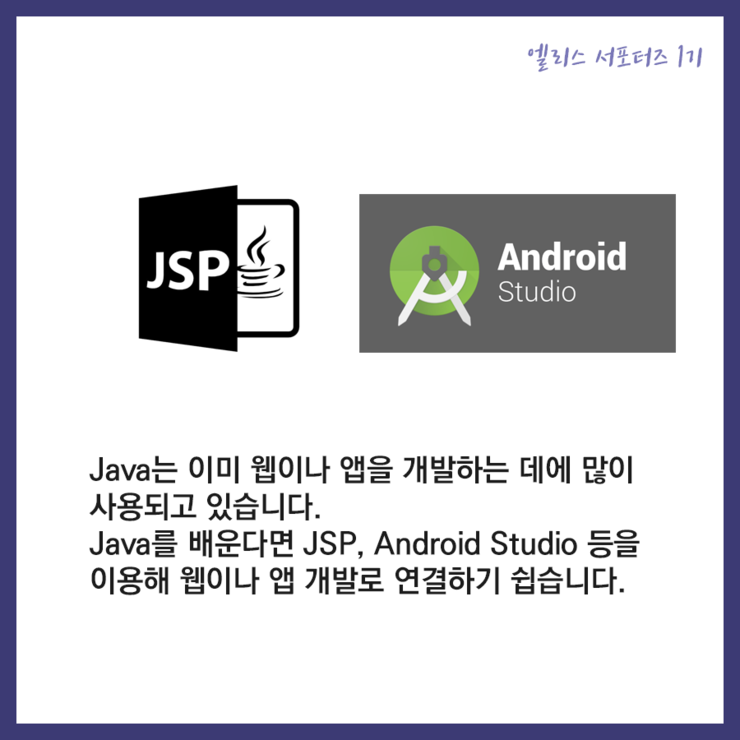 엘리스 서포터즈 1기
JSP
Android
Studio
Java는 이미 웹이나 앱을 개발하는 데에 많이
사용되고 있습니다.
Java를 배운다면 JSP, Android Studio 등을
이용해 웹이나 앱 개발로 연결하기 쉽습니다.